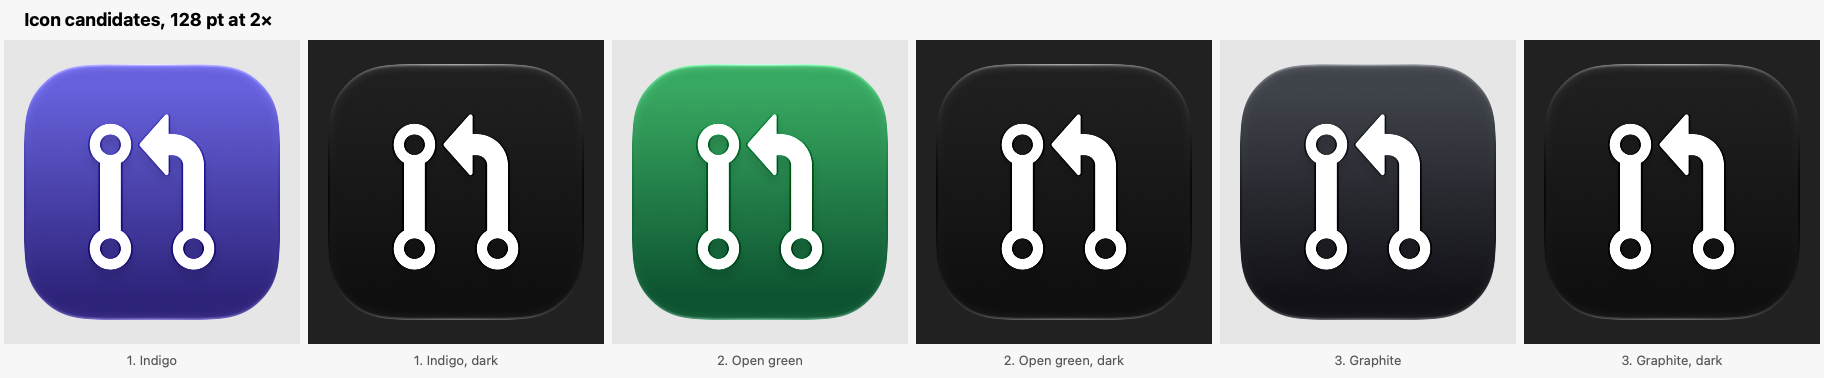 Icon candidates, 128 pt at 2×
1. Indigo
1. Indigo, dark
2. Open green
2. Open green, dark
3. Graphite
3. Graphite, dark